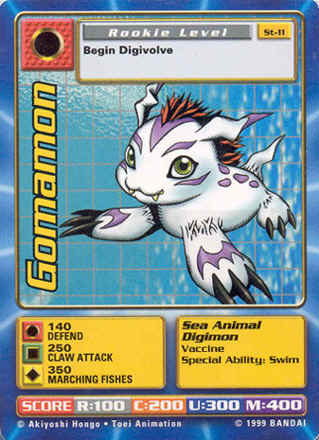 Rookie Level
St-11
Begin Digivolve
Gomamon
140
DEFEND
250
CLAW ATTACK
350
MARCHING FISHES
Sea Animal
Digimon
Vaccine
Special Ability: Swim
SCORE R:100 C:200 U:300 M:400
© Akiyoshi Hongo • Toei Animation © 1999 BANDAI